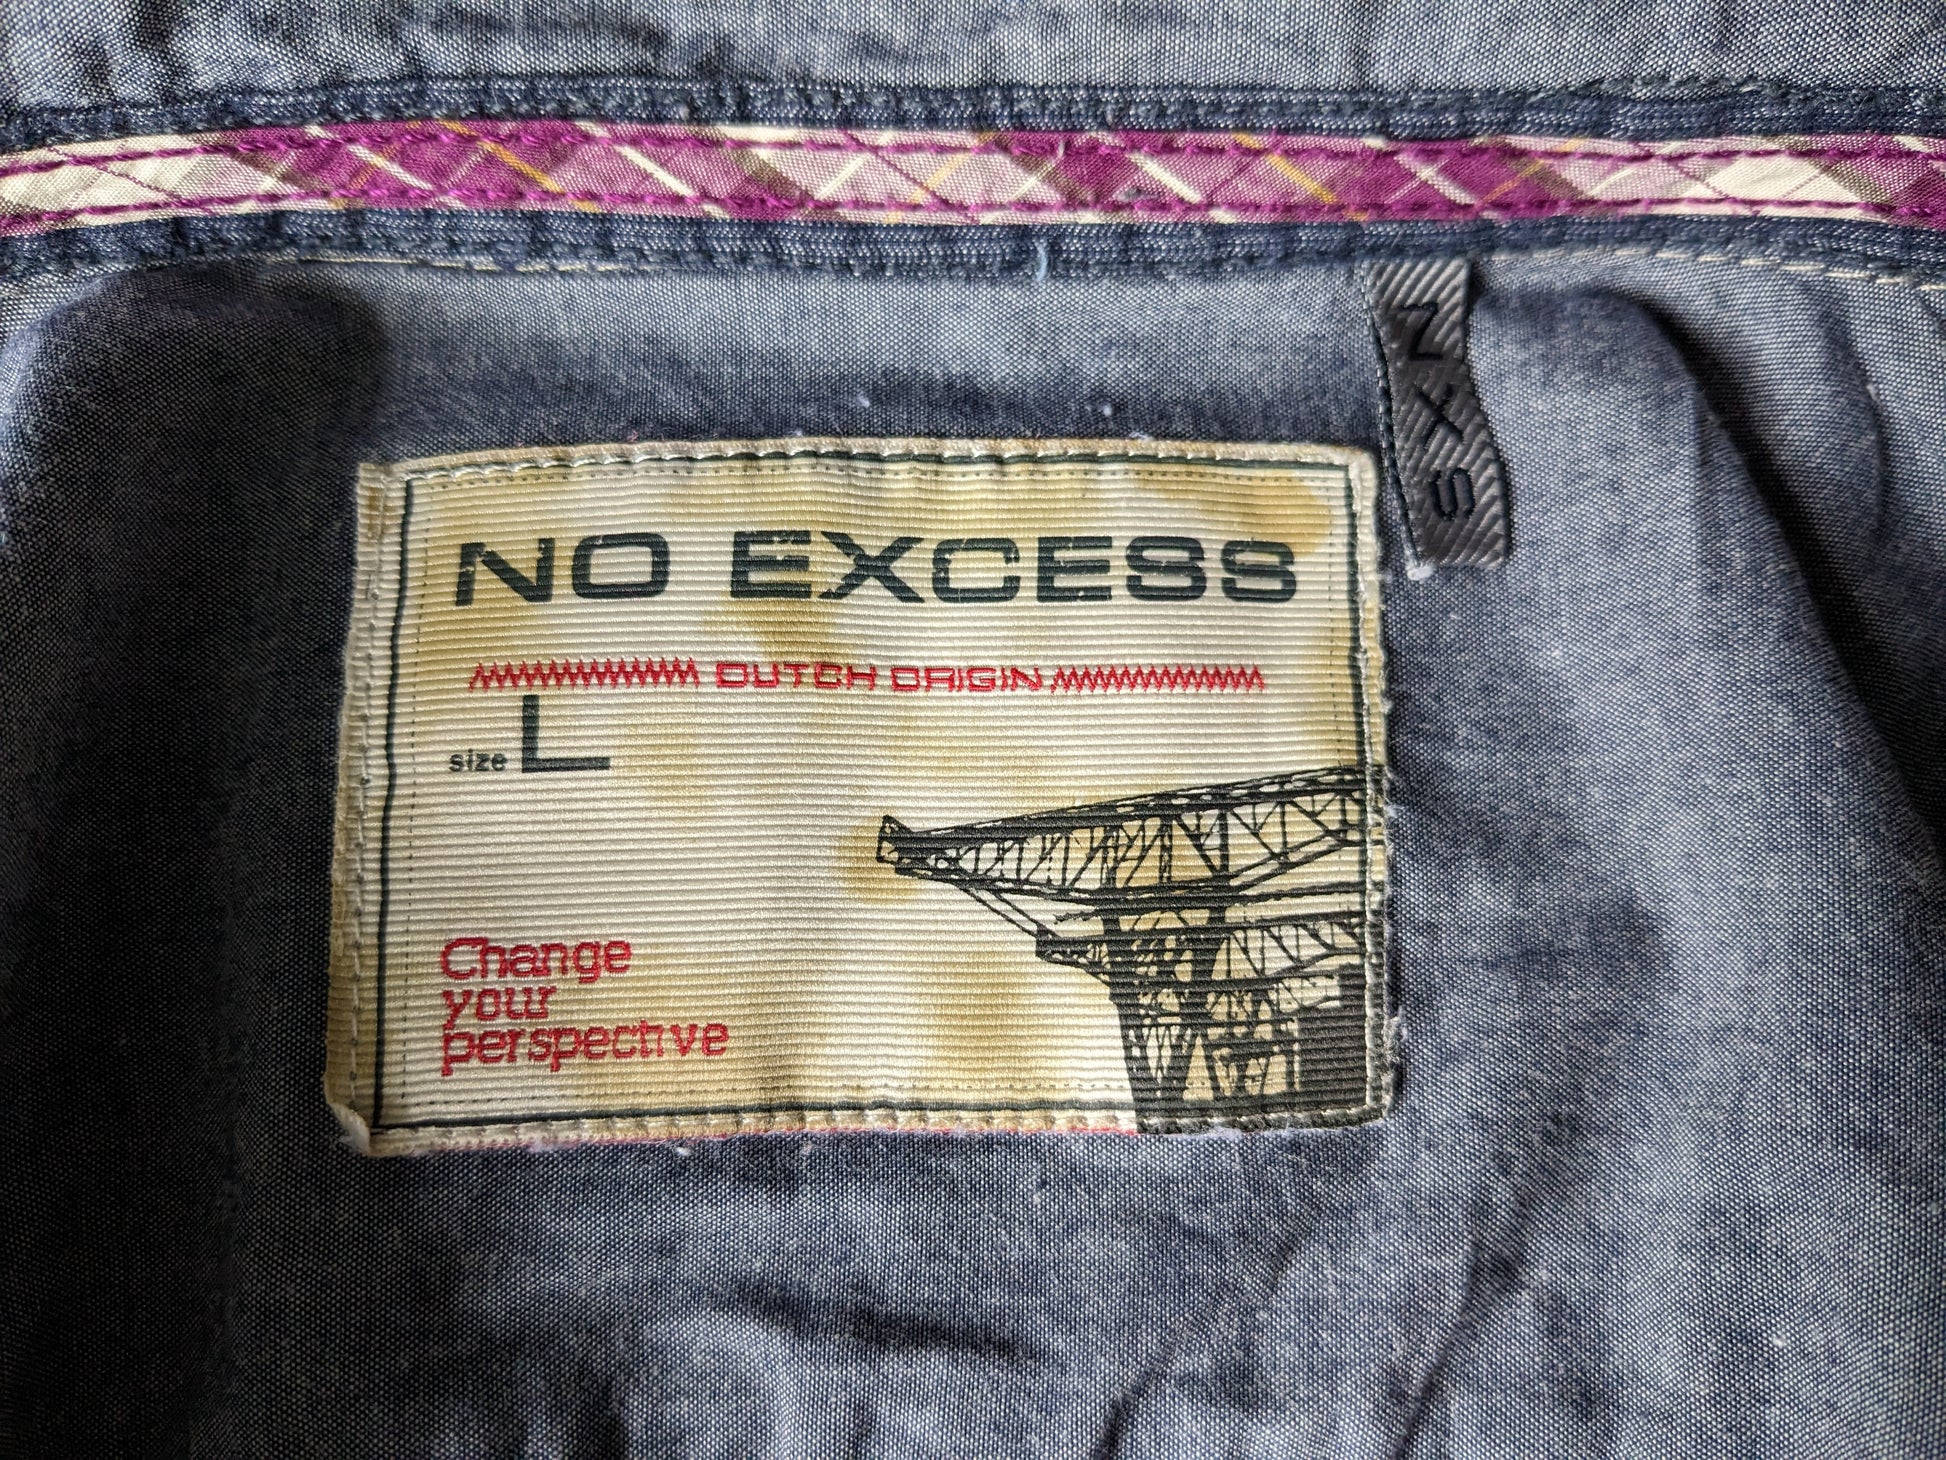 NXS
NO EXCESS
DUTCH ORIGIN
size L
Change
your
perspective